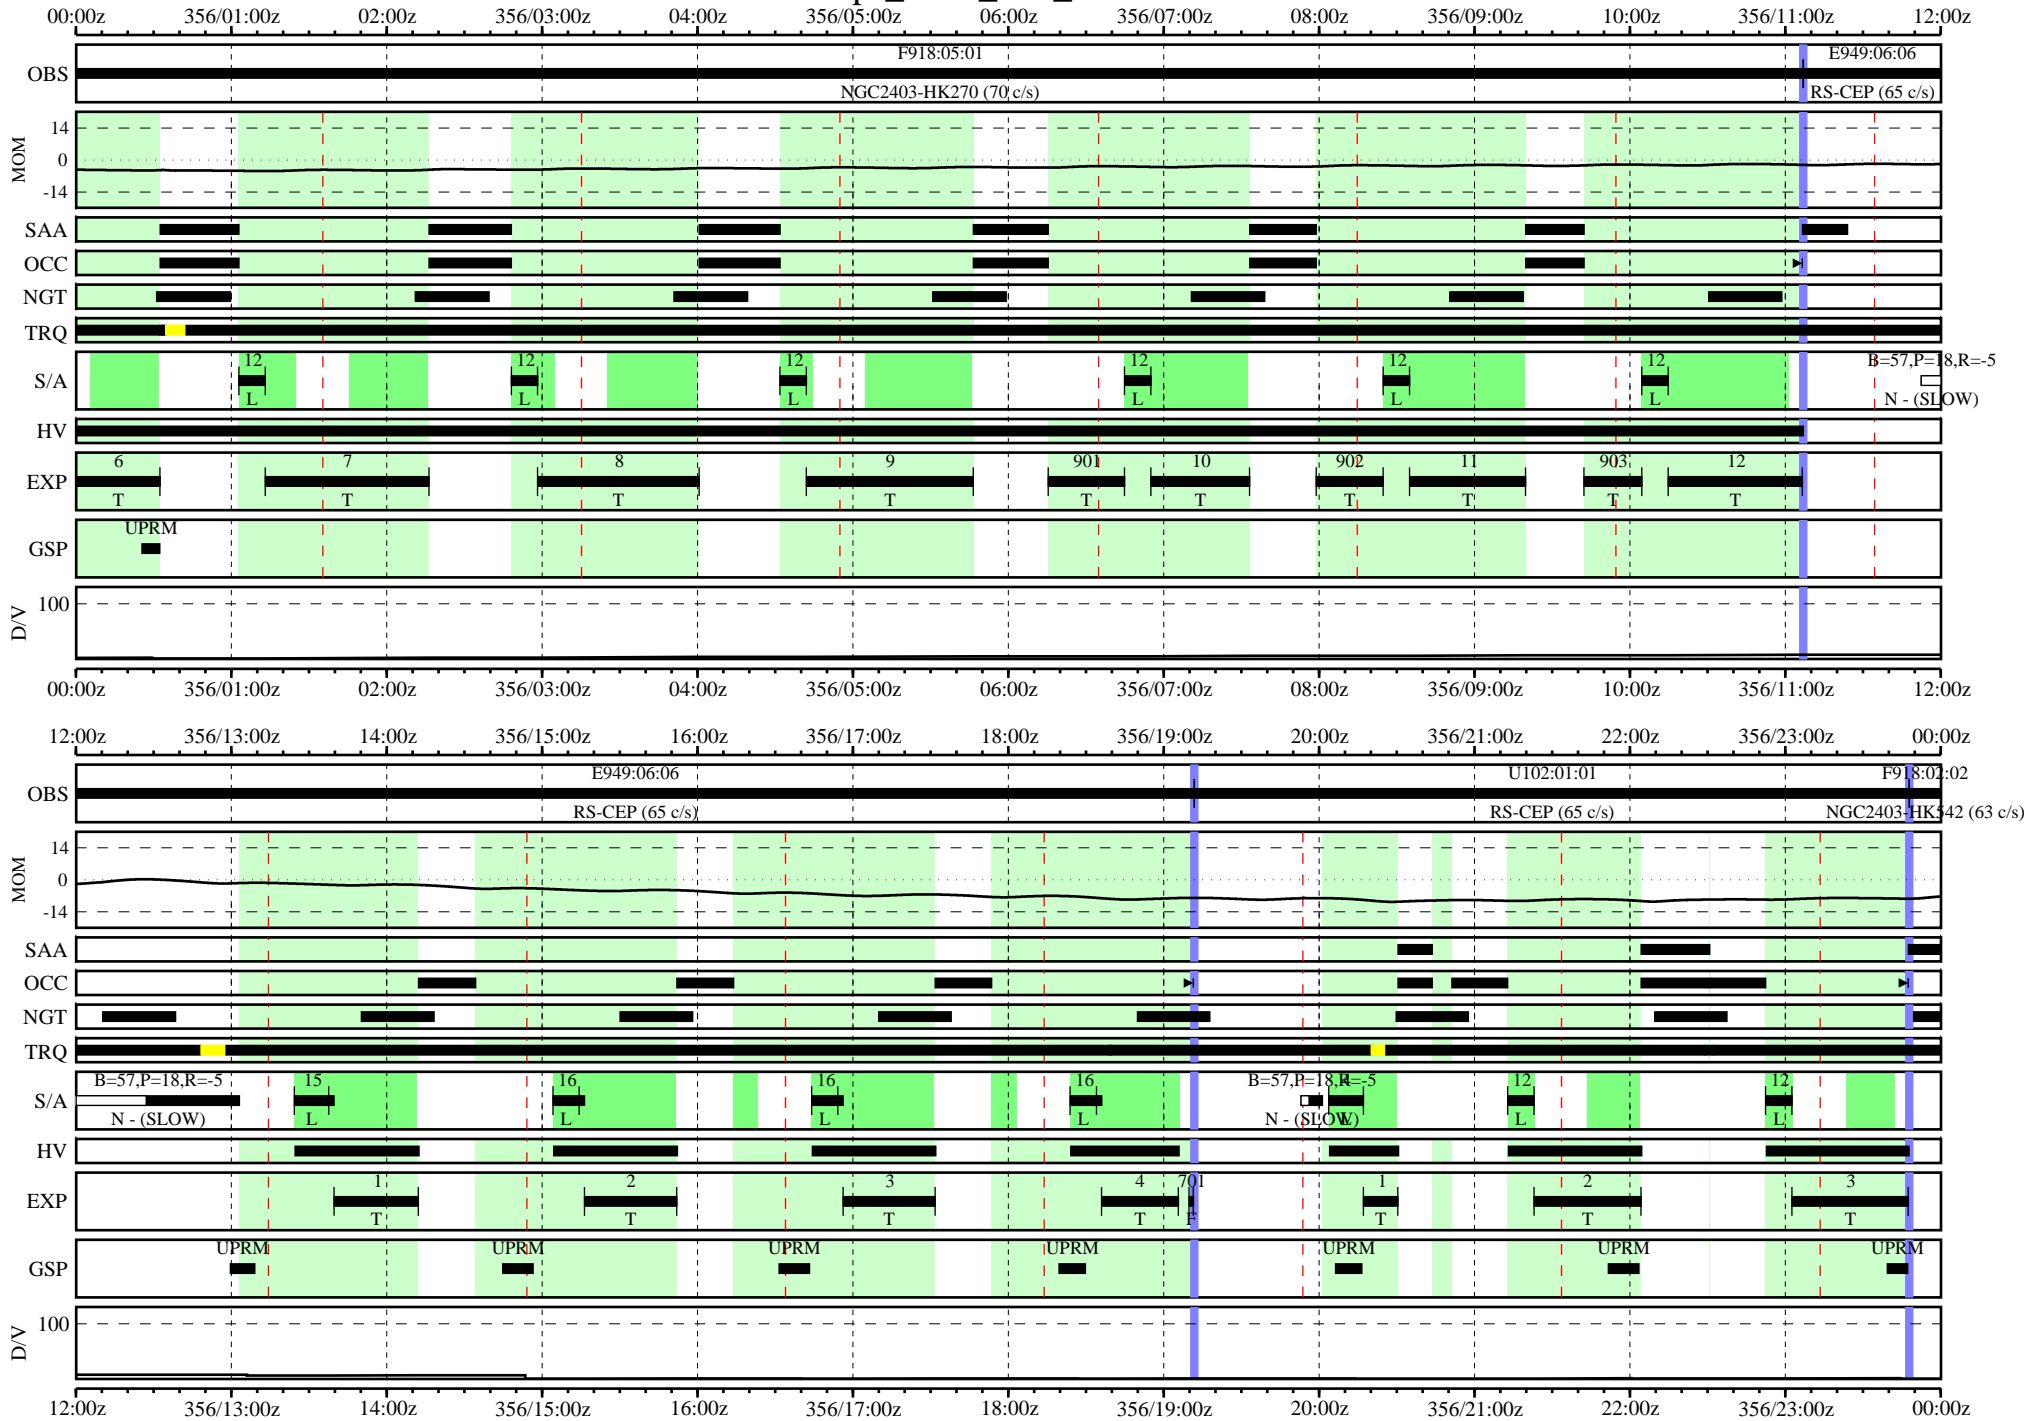 00:00z 356/01:00z 02:00z 356/03:00z 04:00z 356/05:00z 06:00z 356/07:00z 08:00z 356/09:00z 10:00z 356/11:00z 12:00z
F918:05:01 E949:06:06
OBS
NGC2403-HK270 (70 c/s) RS-CEP (65 c/s)
14
MOM 0
-14
SAA
OCC
NGT
TRQ
12 12 12 12 12 12 B=57,P=18,R=-5
S/A
L L L L L L N - (SLOW)
HV
6 7 8 9 901 10 902 11 903 12
EXP
T T T T T T T T T T
UPRM
GSP
100
D/V
00:00z 356/01:00z 02:00z 356/03:00z 04:00z 356/05:00z 06:00z 356/07:00z 08:00z 356/09:00z 10:00z 356/11:00z 12:00z
12:00z 356/13:00z 14:00z 356/15:00z 16:00z 356/17:00z 18:00z 356/19:00z 20:00z 356/21:00z 22:00z 356/23:00z 00:00z
E949:06:06 U102:01:01 F918:02:02
OBS
RS-CEP (65 c/s) RS-CEP (65 c/s) NGC2403-HK542 (63 c/s)
14
MOM 0
-14
SAA
OCC
NGT
TRQ
B=57,P=18,R=-5 15 16 16 16 B=57,P=18,R=-5 12 12
S/A
N - (SLOW) L L L L N - (SLOW) L L L
HV
1 2 3 4 701 1 2 3
EXP
T T T T F T T T
UPRM UPRM UPRM UPRM UPRM UPRM UPRM
GSP
100
D/V
12:00z 356/13:00z 14:00z 356/15:00z 16:00z 356/17:00z 18:00z 356/19:00z 20:00z 356/21:00z 22:00z 356/23:00z 00:00z